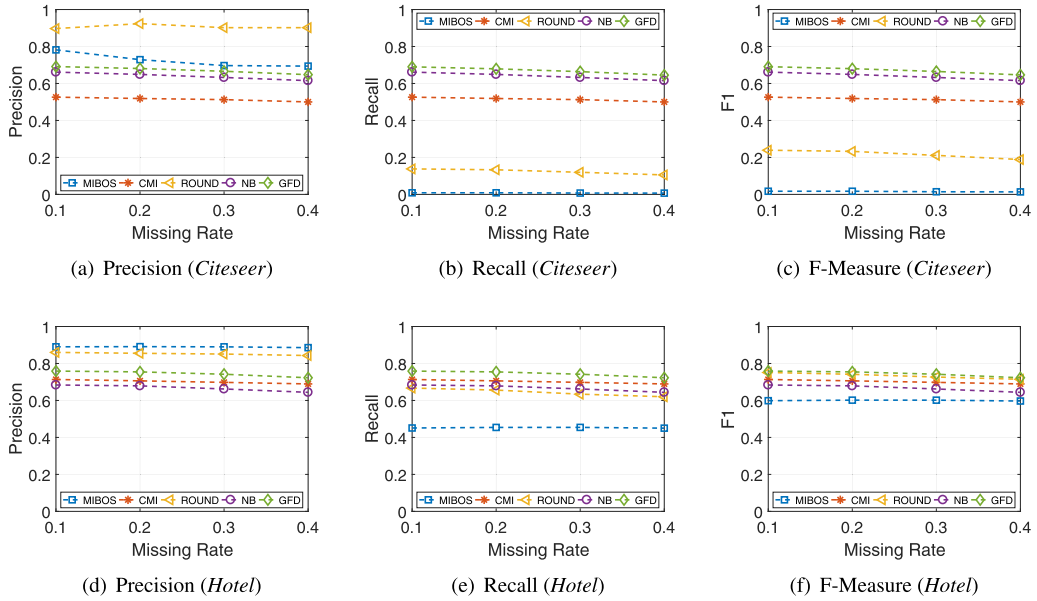 1
0.8
0.6
0.4
0.2
0
Precision
MIBOS CMI ROUND NB GFD
0.1 0.2 0.3 0.4
Missing Rate
(a) Precision (Citeseer)
1
0.8
0.6
0.4
0.2
0
Recall
MIBOS CMI ROUND NB GFD
0.1 0.2 0.3 0.4
Missing Rate
(b) Recall (Citeseer)
1
0.8
0.6
0.4
0.2
0
F1
MIBOS CMI ROUND NB GFD
0.1 0.2 0.3 0.4
Missing Rate
(c) F-Measure (Citeseer)
1
0.8
0.6
0.4
0.2
0
Precision
MIBOS CMI ROUND NB GFD
0.1 0.2 0.3 0.4
Missing Rate
(d) Precision (Hotel)
1
0.8
0.6
0.4
0.2
0
Recall
MIBOS CMI ROUND NB GFD
0.1 0.2 0.3 0.4
Missing Rate
(e) Recall (Hotel)
1
0.8
0.6
0.4
0.2
0
F1
MIBOS CMI ROUND NB GFD
0.1 0.2 0.3 0.4
Missing Rate
(f) F-Measure (Hotel)